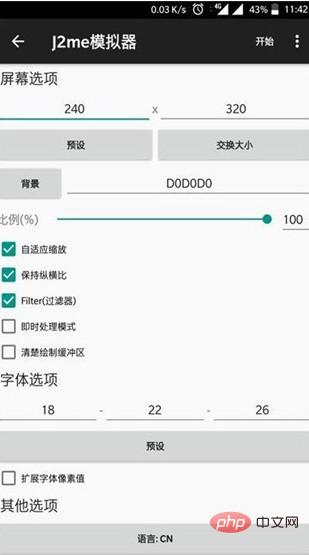 0.03 K/s 4G 43% 11:42
J2me模拟器 开始
屏幕选项
240 x 320
预设 交换大小
背景 D0D0D0
比例(%) 100
自适应缩放
保持纵横比
Filter(过滤器)
即时处理模式
清楚绘制缓冲区
字体选项
18 - 22 - 26
预设
扩展字体像素值
其他选项
语言: CN
php 中文网